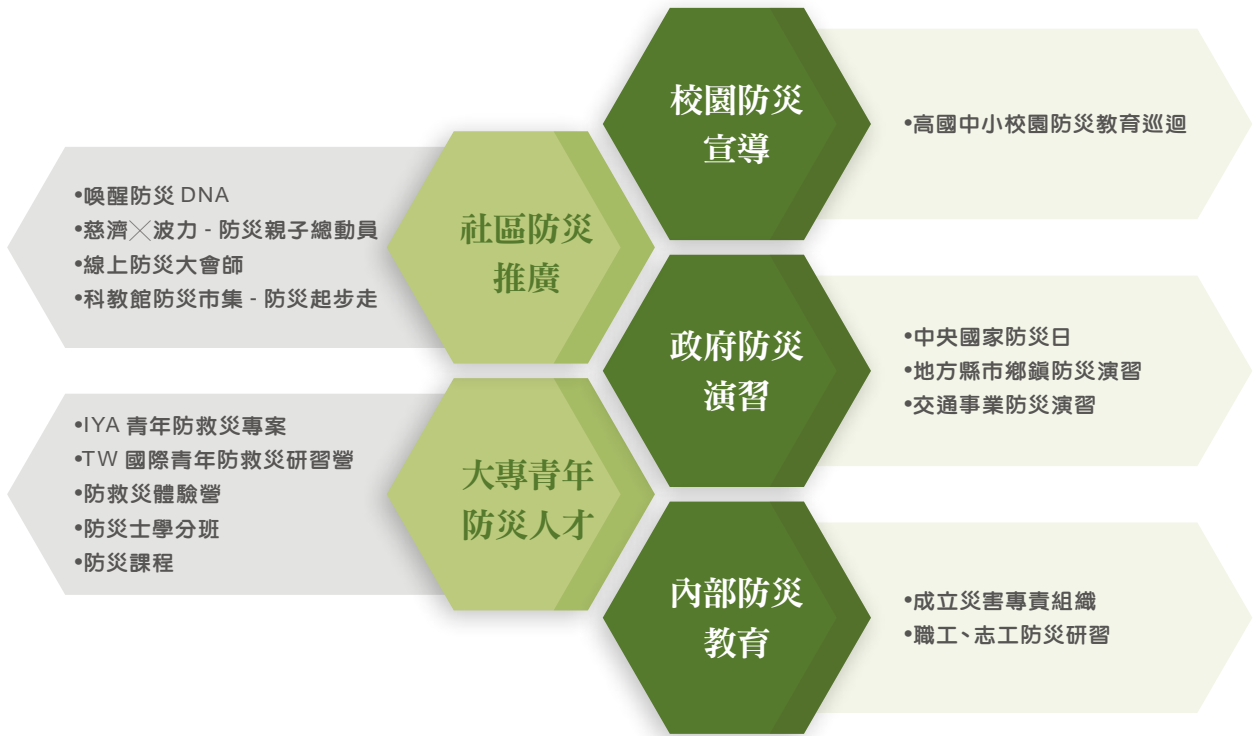 校園防災
宣導
•高國中小校園防災教育巡迴
社區防災
推廣
•喚醒防災 DNA
•慈濟╳波力 - 防災親子總動員
•線上防災大會師
•科教館防災市集 - 防災起步走
政府防災
演習
•中央國家防災日
•地方縣市鄉鎮防災演習
•交通事業防災演習
大專青年
防災人才
•IYA 青年防救災專案
•TW 國際青年防救災研習營
•防救災體驗營
•防災士學分班
•防災課程
內部防災
教育
•成立災害專責組織
•職工、志工防災研習